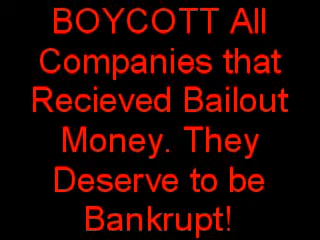 BOYCOTT All
Companies that
Recieved Bailout
Money. They
Deserve to be
Bankrupt!